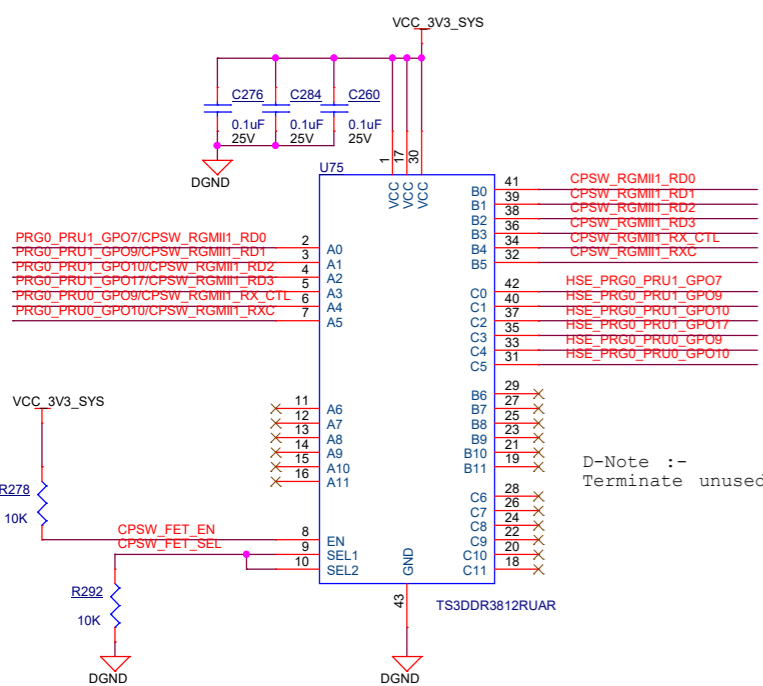 VCC_3V3_SYS
C276
C284
C260
0.1uF
0.1uF
0.1uF
25V
25V
25V
DGND
U75
1
17
30
VCC
VCC
VCC
PRG0_PRU1_GPO7/CPSW_RGMII1_RD0
2
A0
PRG0_PRU1_GPO9/CPSW_RGMII1_RD1
3
A1
PRG0_PRU1_GPO10/CPSW_RGMII1_RD2
4
A2
PRG0_PRU1_GPO17/CPSW_RGMII1_RD3
5
A3
PRG0_PRU0_GPO9/CPSW_RGMII1_RX_CTL
6
A4
PRG0_PRU0_GPO10/CPSW_RGMII1_RXC
7
A5
B0
41
CPSW_RGMII1_RD0
B1
39
CPSW_RGMII1_RD1
B2
38
CPSW_RGMII1_RD2
B3
36
CPSW_RGMII1_RD3
B4
34
CPSW_RGMII1_RX_CTL
B5
32
CPSW_RGMII1_RXC
C0
42
HSE_PRG0_PRU1_GPO7
C1
40
HSE_PRG0_PRU1_GPO9
C2
37
HSE_PRG0_PRU1_GPO10
C3
35
HSE_PRG0_PRU1_GPO17
C4
33
HSE_PRG0_PRU0_GPO9
C5
31
HSE_PRG0_PRU0_GPO10
11
A6
12
A7
13
A8
14
A9
15
A10
16
A11
B6
29
B7
27
B8
25
B9
23
B10
21
B11
19
C6
28
C7
26
C8
24
C9
22
C10
20
C11
18
D-Note :-
Terminate unused
VCC_3V3_SYS
R278
10K
CPSW_FET_EN
8
EN
CPSW_FET_SEL
9
SEL1
10
SEL2
R292
10K
DGND
GND
43
TS3DDR3812RUAR
DGND